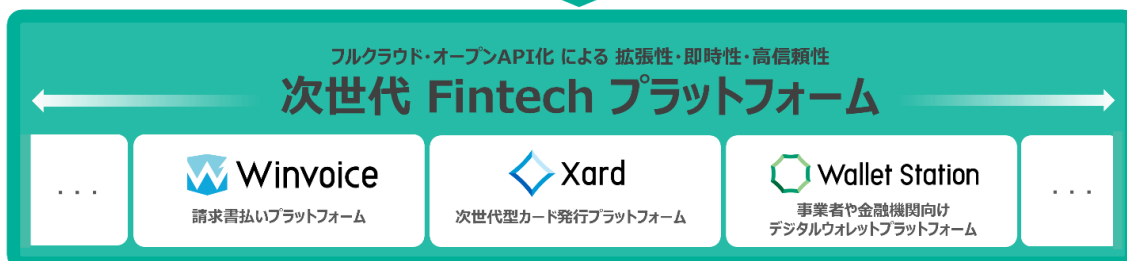 フルクラウド・オープンAPI化 による 拡張性・即時性・高信頼性
次世代 Fintech プラットフォーム
...
Winvoice
請求書払いプラットフォーム
Xard
次世代型カード発行プラットフォーム
Wallet Station
事業者や金融機関向け
デジタルウォレットプラットフォーム
...